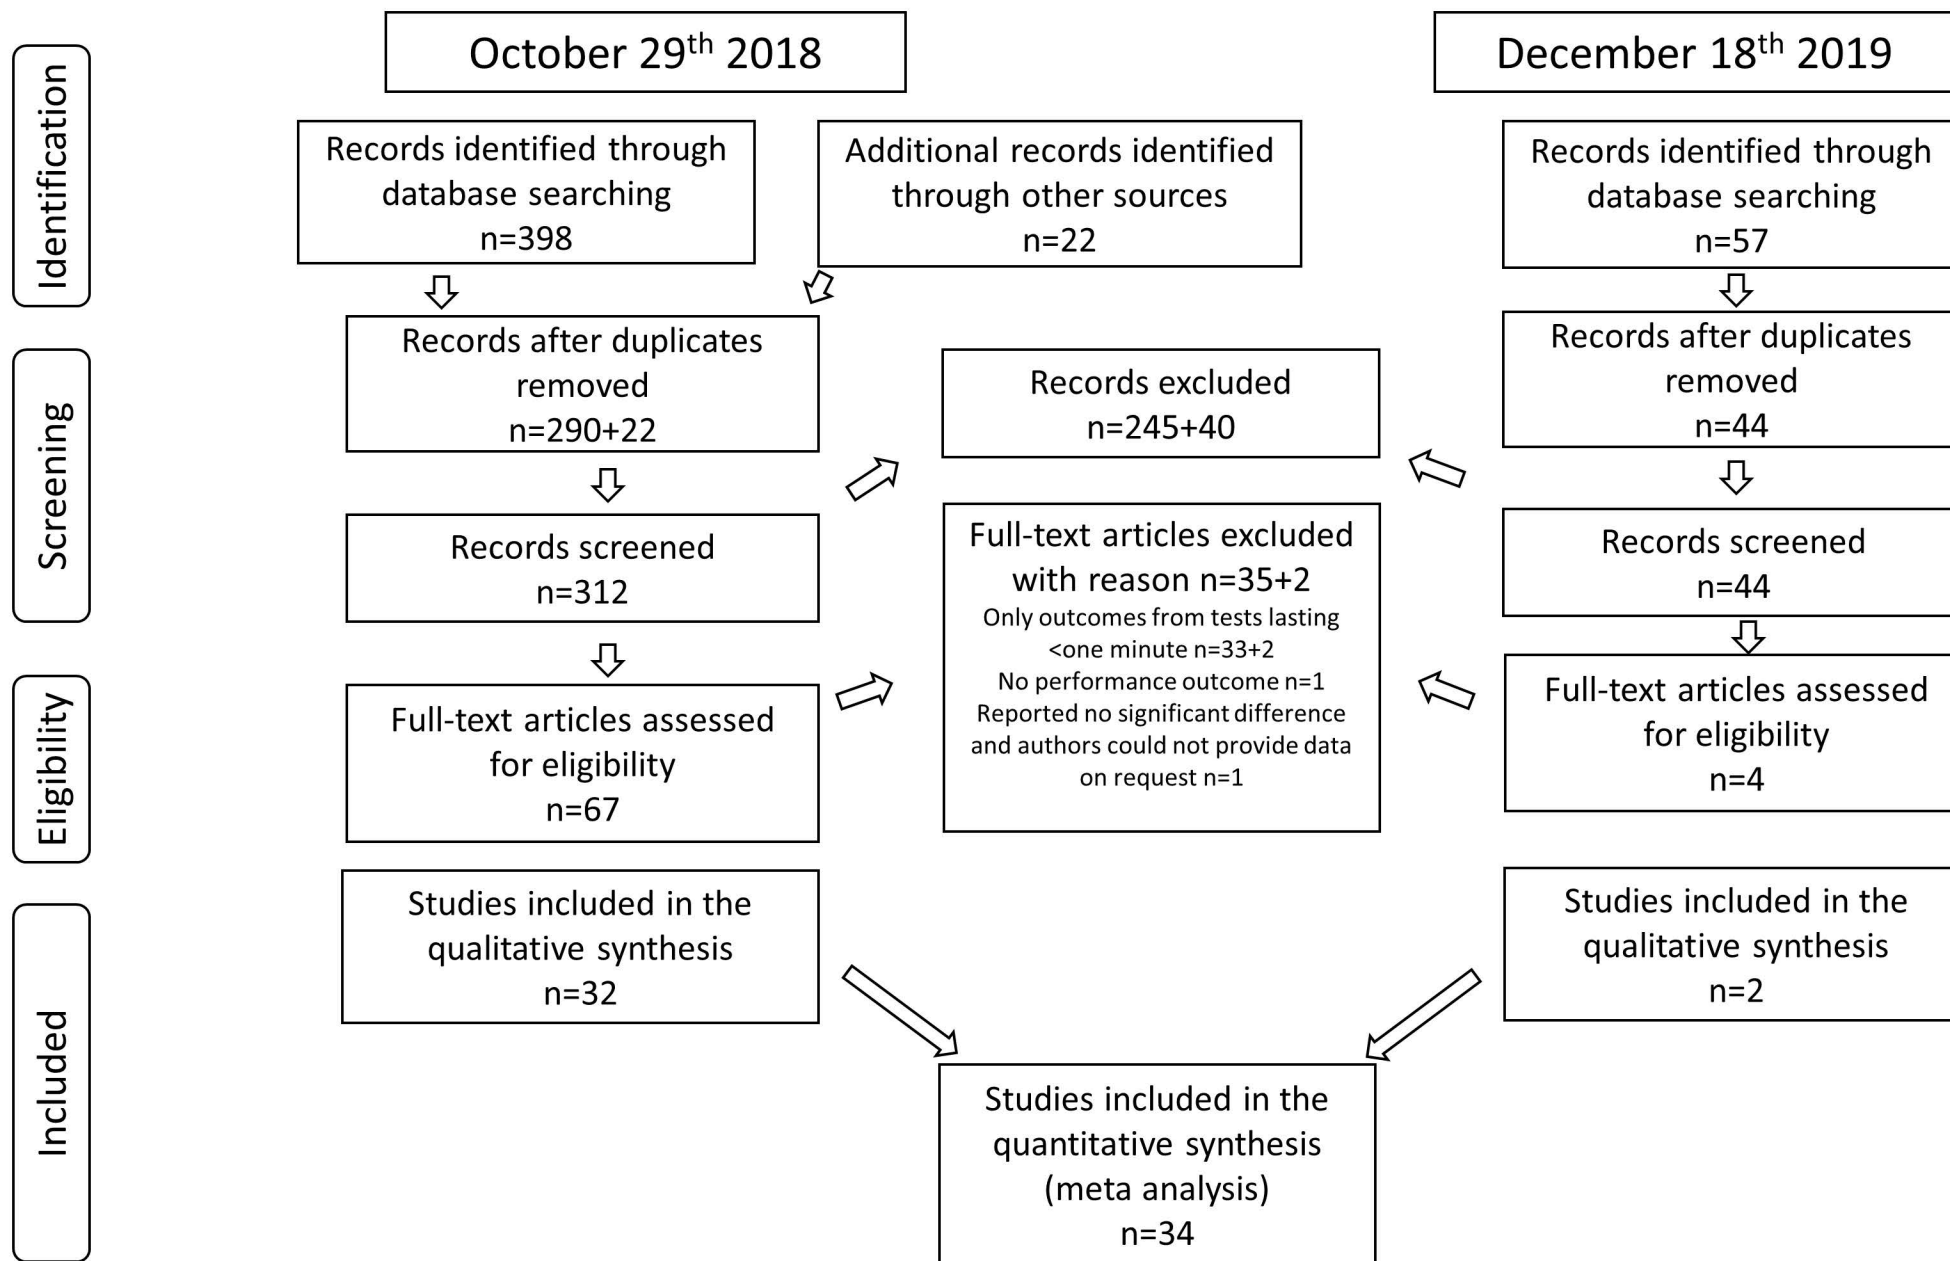 October 29th 2018
December 18th 2019
Identification
Records identified through
database searching
n=398
Additional records identified
through other sources
n=22
Records identified through
database searching
n=57
Screening
Records after duplicates
removed
n=290+22
Records excluded
n=245+40
Records after duplicates
removed
n=44
Records screened
n=312
Full-text articles excluded
with reason n=35+2
Only outcomes from tests lasting
<one minute n=33+2
No performance outcome n=1
Reported no significant difference
and authors could not provide data
on request n=1
Records screened
n=44
Eligibility
Full-text articles assessed
for eligibility
n=67
Full-text articles assessed
for eligibility
n=4
Included
Studies included in the
qualitative synthesis
n=32
Studies included in the
qualitative synthesis
n=2
Studies included in the
quantitative synthesis
(meta analysis)
n=34